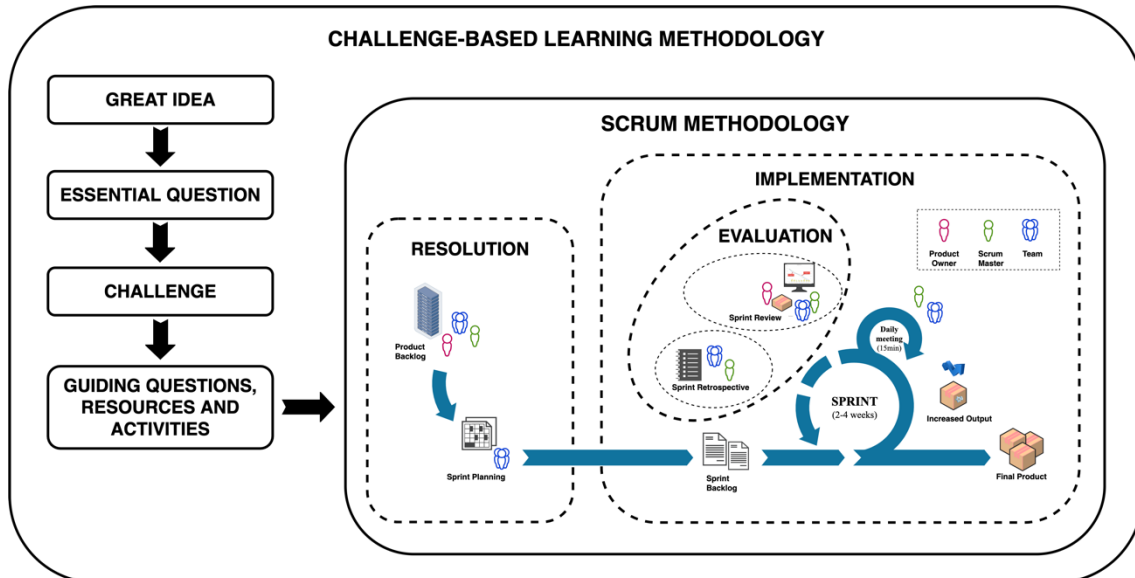 CHALLENGE-BASED LEARNING METHODOLOGY
GREAT IDEA
ESSENTIAL QUESTION
CHALLENGE
GUIDING QUESTIONS,
RESOURCES AND
ACTIVITIES
SCRUM METHODOLOGY
RESOLUTION
Product
Backlog
Sprint Planning
IMPLEMENTATION
EVALUATION
Sprint Review
Sprint Retrospective
Product
Owner
Scrum
Master
Team
Daily
meeting
(15min)
SPRINT
(2-4 weeks)
Increased Output
Sprint
Backlog
Final Product